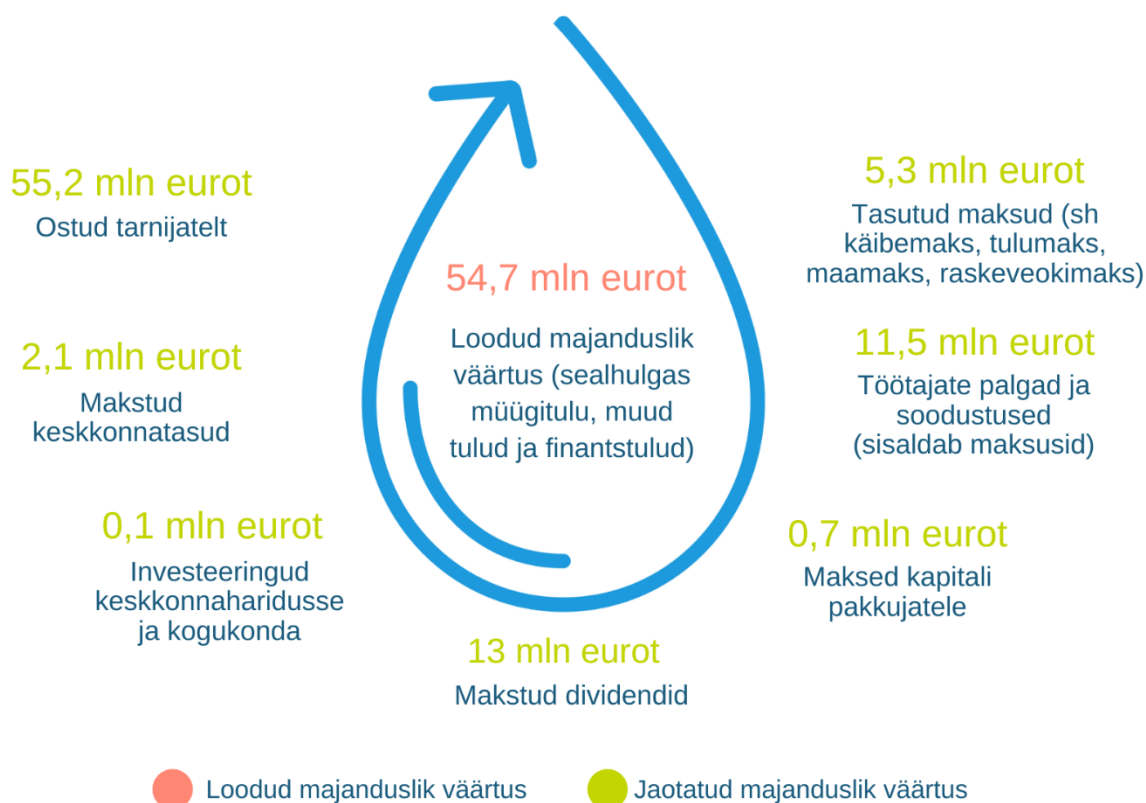 55,2 mln eurot
Ostud tarnijatelt
2,1 mln eurot
Makstud
keskkonnatasud
0,1 mln eurot
Investeeringud
keskkonnaharidusse
ja kogukonda
54,7 mln eurot
Loodud majanduslik
väärtus (sealhulgas
müügitulu, muud
tulud ja finantstulud)
13 mln eurot
Makstud dividendid
5,3 mln eurot
Tasutud maksud (sh
käibemaks, tulumaks,
maamaks, raskeveokimaks)
11,5 mln eurot
Töötajate palgad ja
soodustused
(sisaldab maksusid)
0,7 mln eurot
Maksed kapitali
pakkujatele
Loodud majanduslik väärtus
Jaotatud majanduslik väärtus